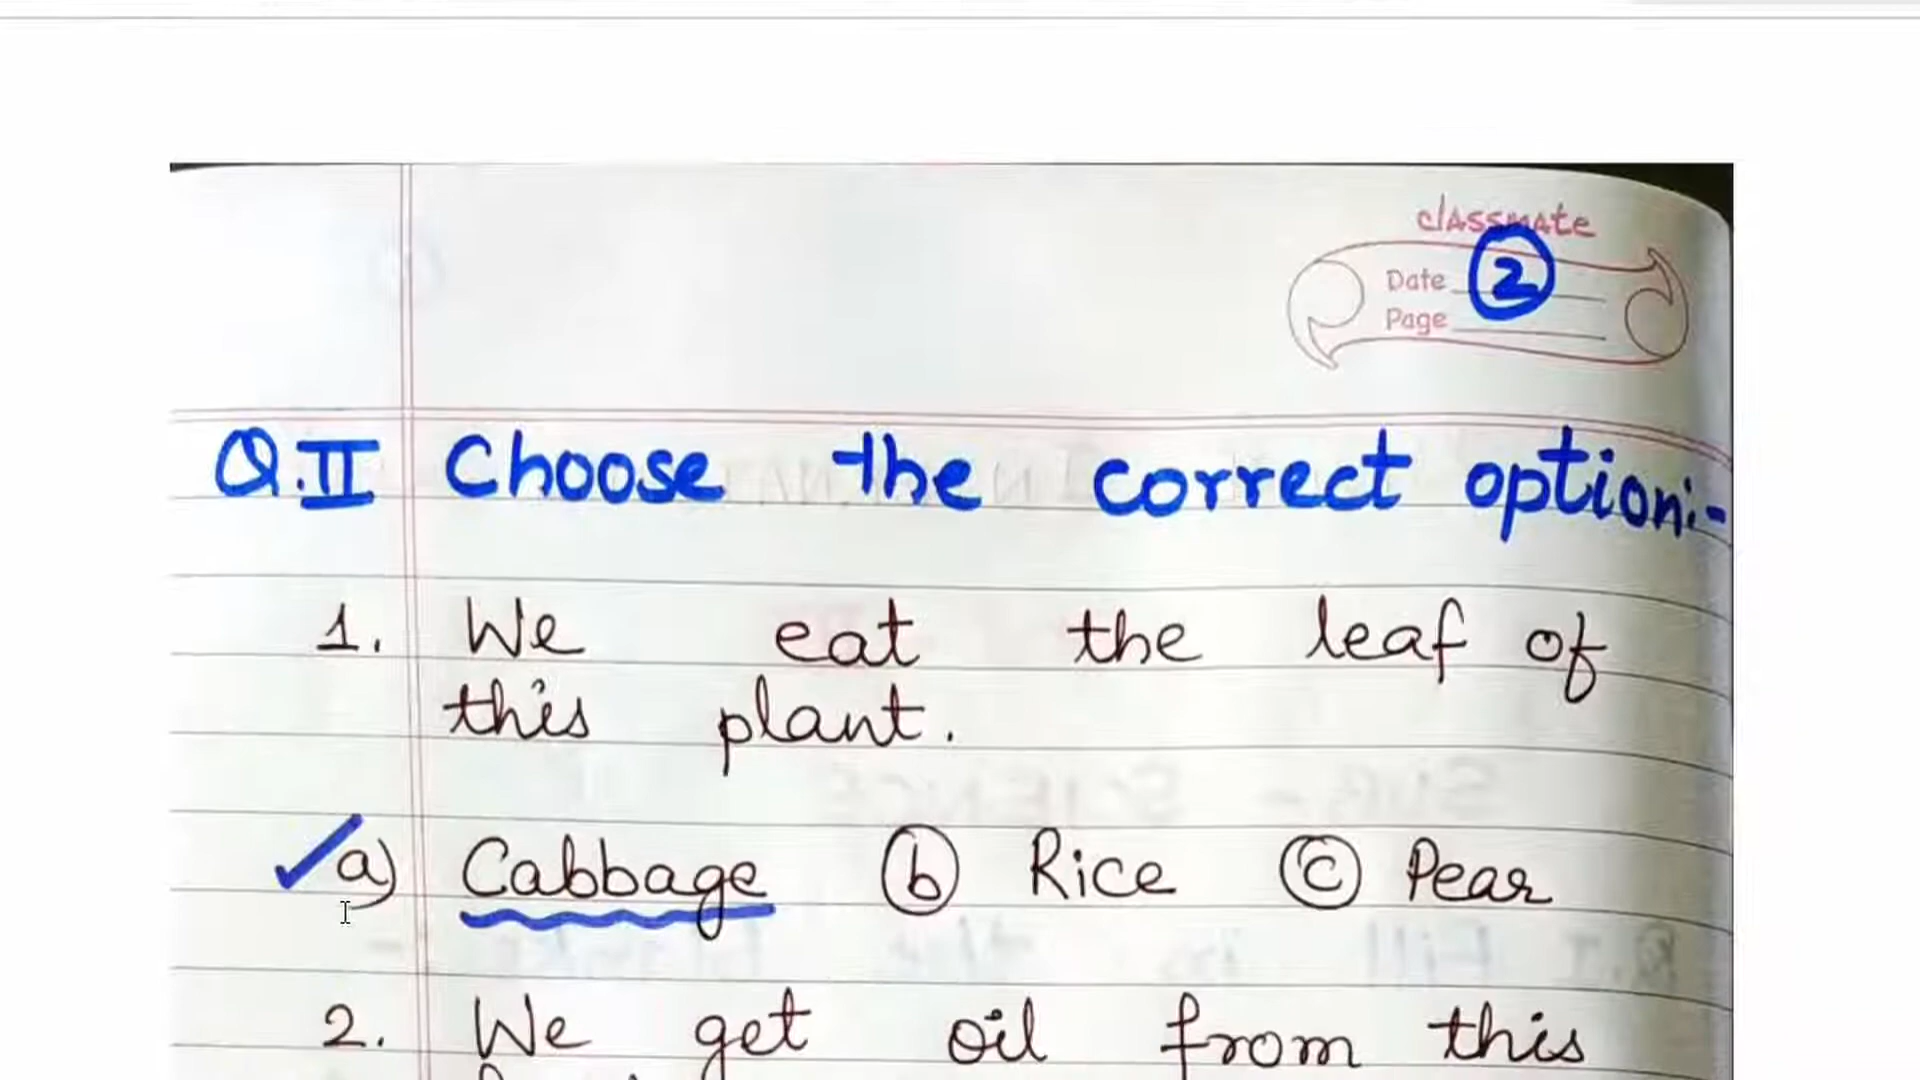 classmate
Date
2
Page
Q.II Choose the correct option:-
1. We eat the leaf of
this plant.
a) Cabbage b Rice c Pear
2. We get oil from this